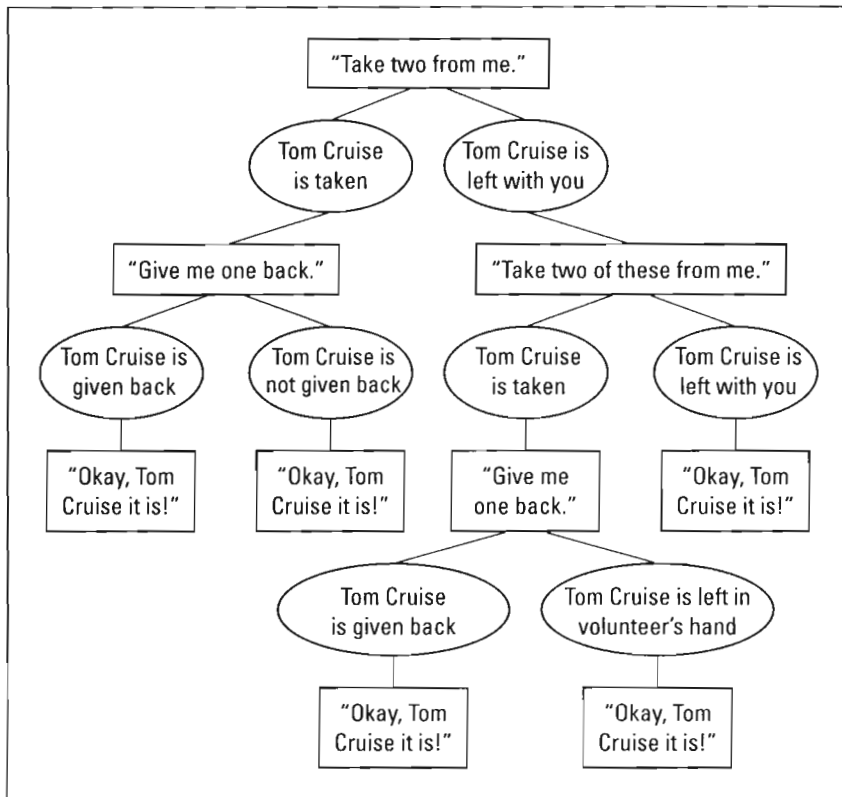 “Take two from me.”
Tom Cruise
is taken
Tom Cruise is
left with you
“Give me one back.”
“Take two of these from me.”
Tom Cruise is
given back
Tom Cruise is
not given back
Tom Cruise
is taken
Tom Cruise is
left with you
“Okay, Tom
Cruise it is!”
“Okay, Tom
Cruise it is!”
“Give me
one back.”
“Okay, Tom
Cruise it is!”
Tom Cruise
is given back
Tom Cruise is left in
volunteer’s hand
“Okay, Tom
Cruise it is!”
“Okay, Tom
Cruise it is!”